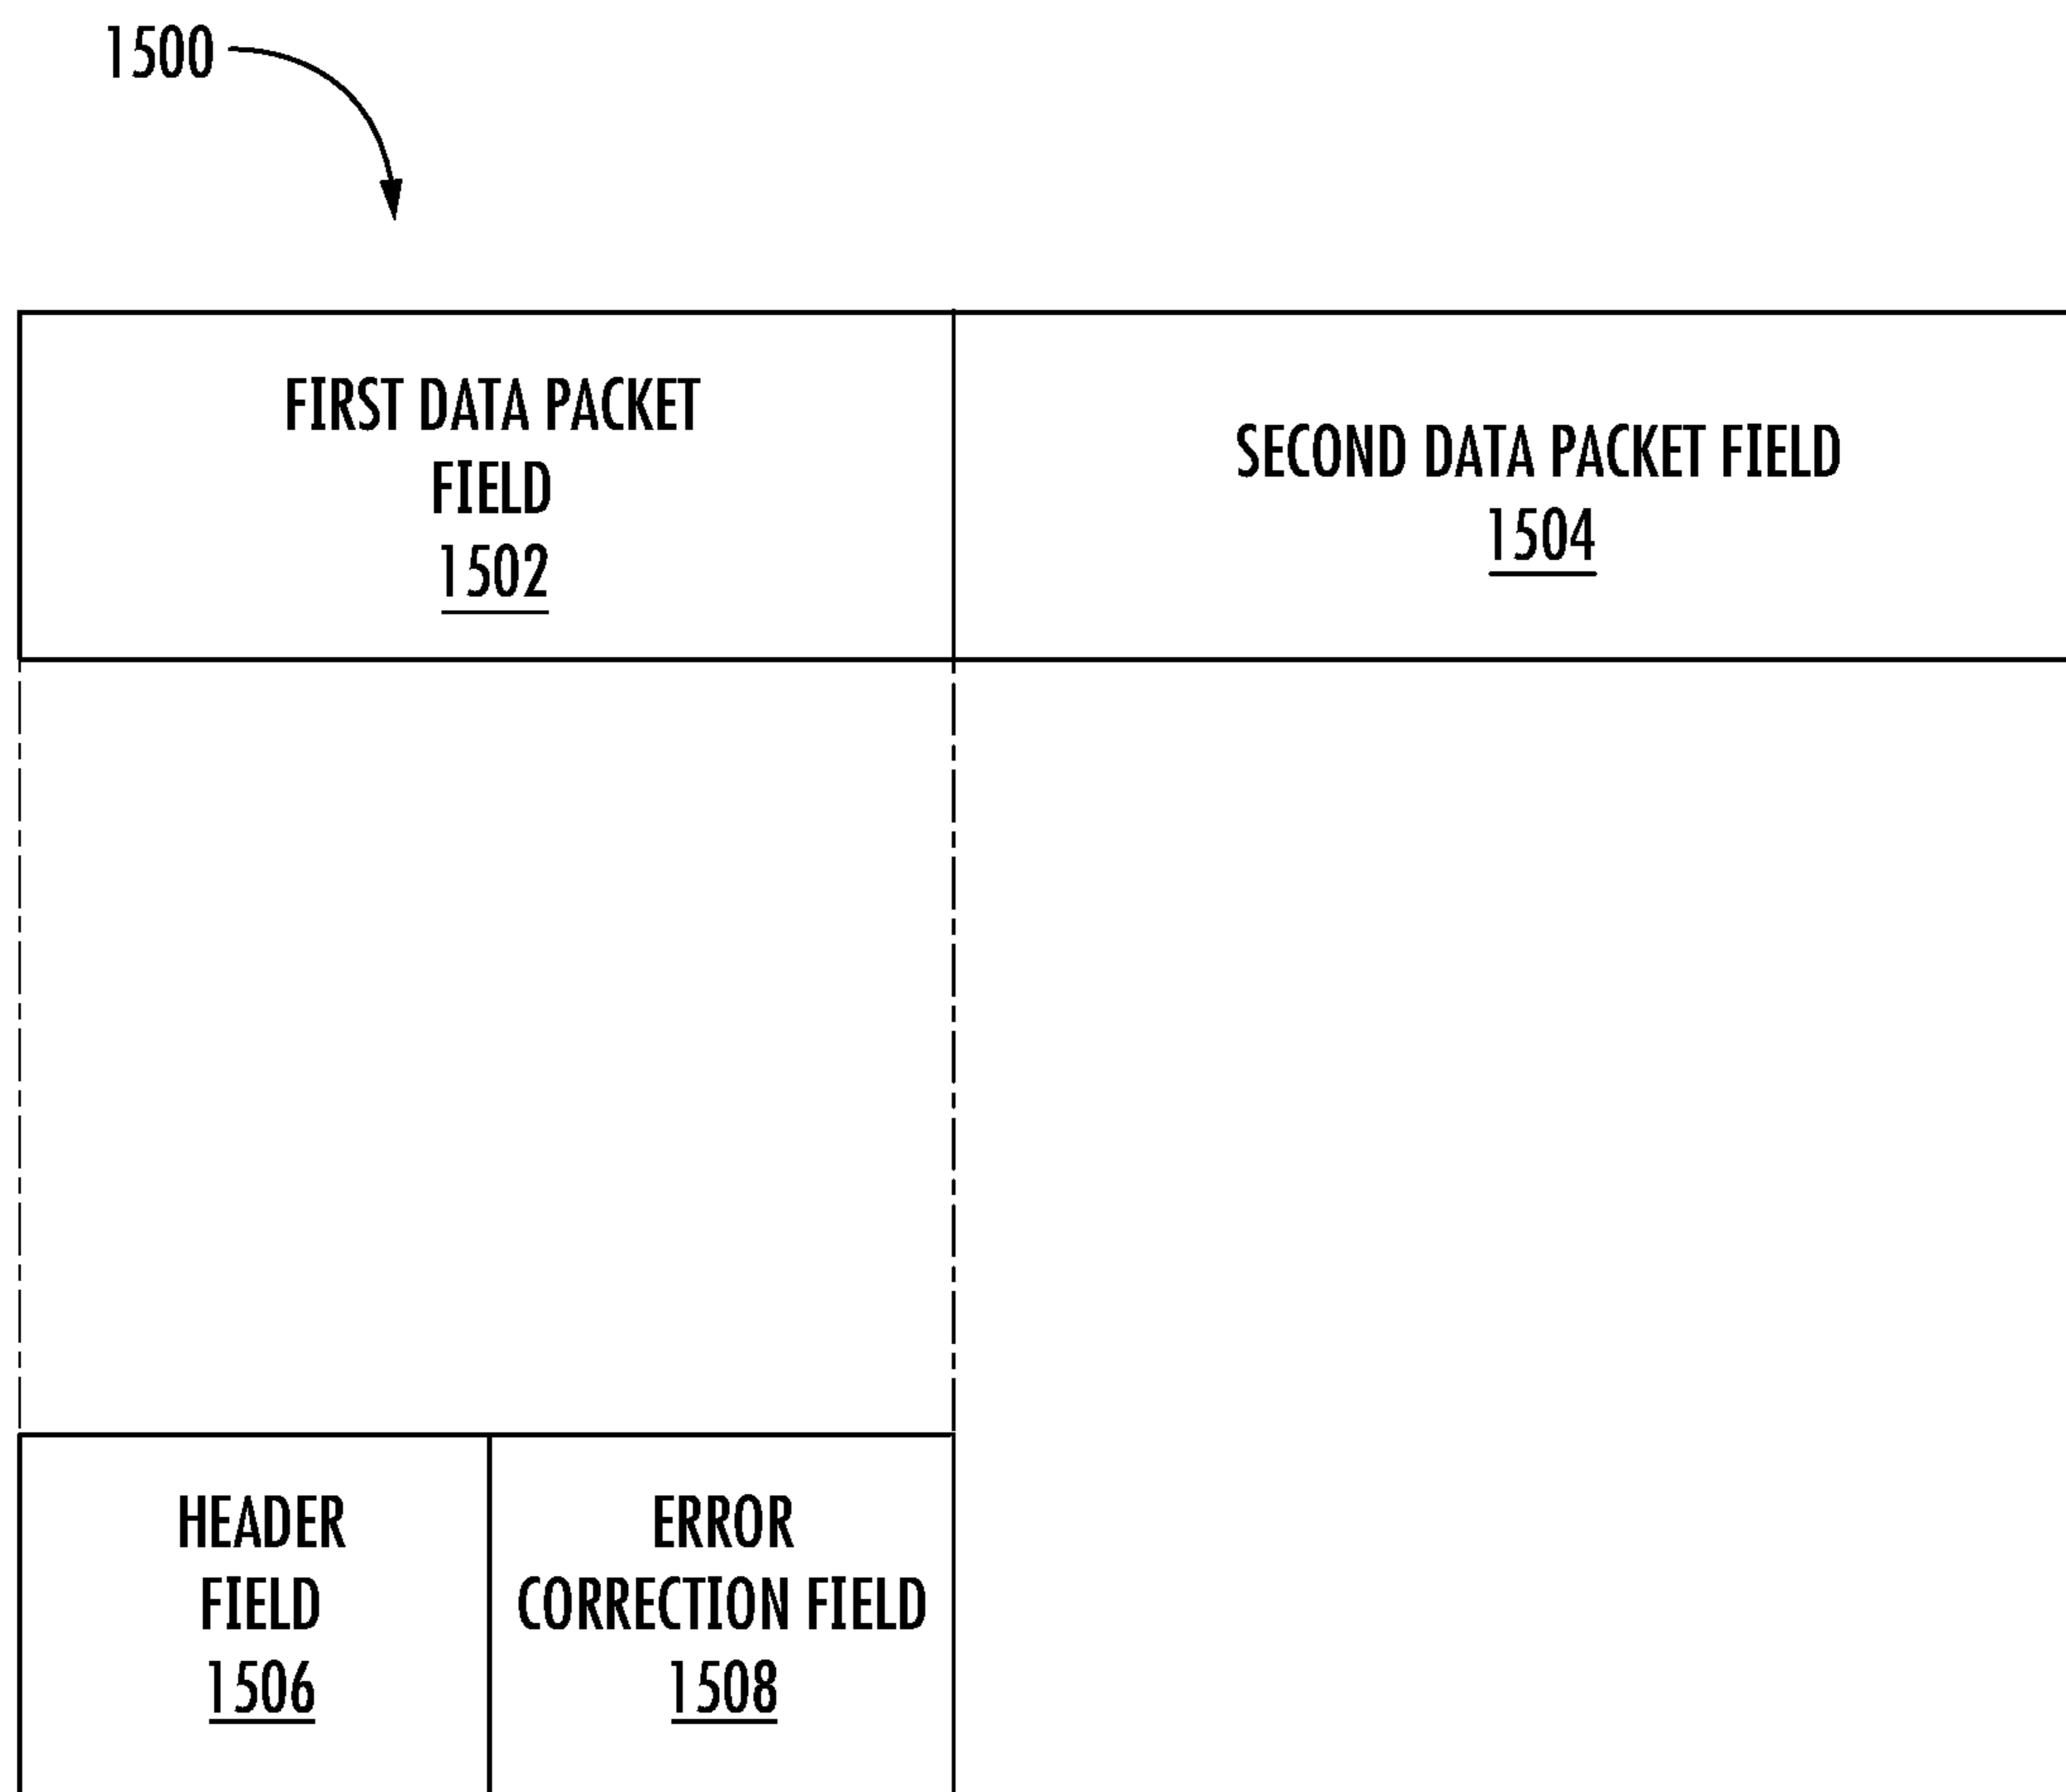 1500
FIRST DATA PACKET
FIELD
1502
SECOND DATA PACKET FIELD
1504
HEADER
FIELD
1506
ERROR
CORRECTION FIELD
1508